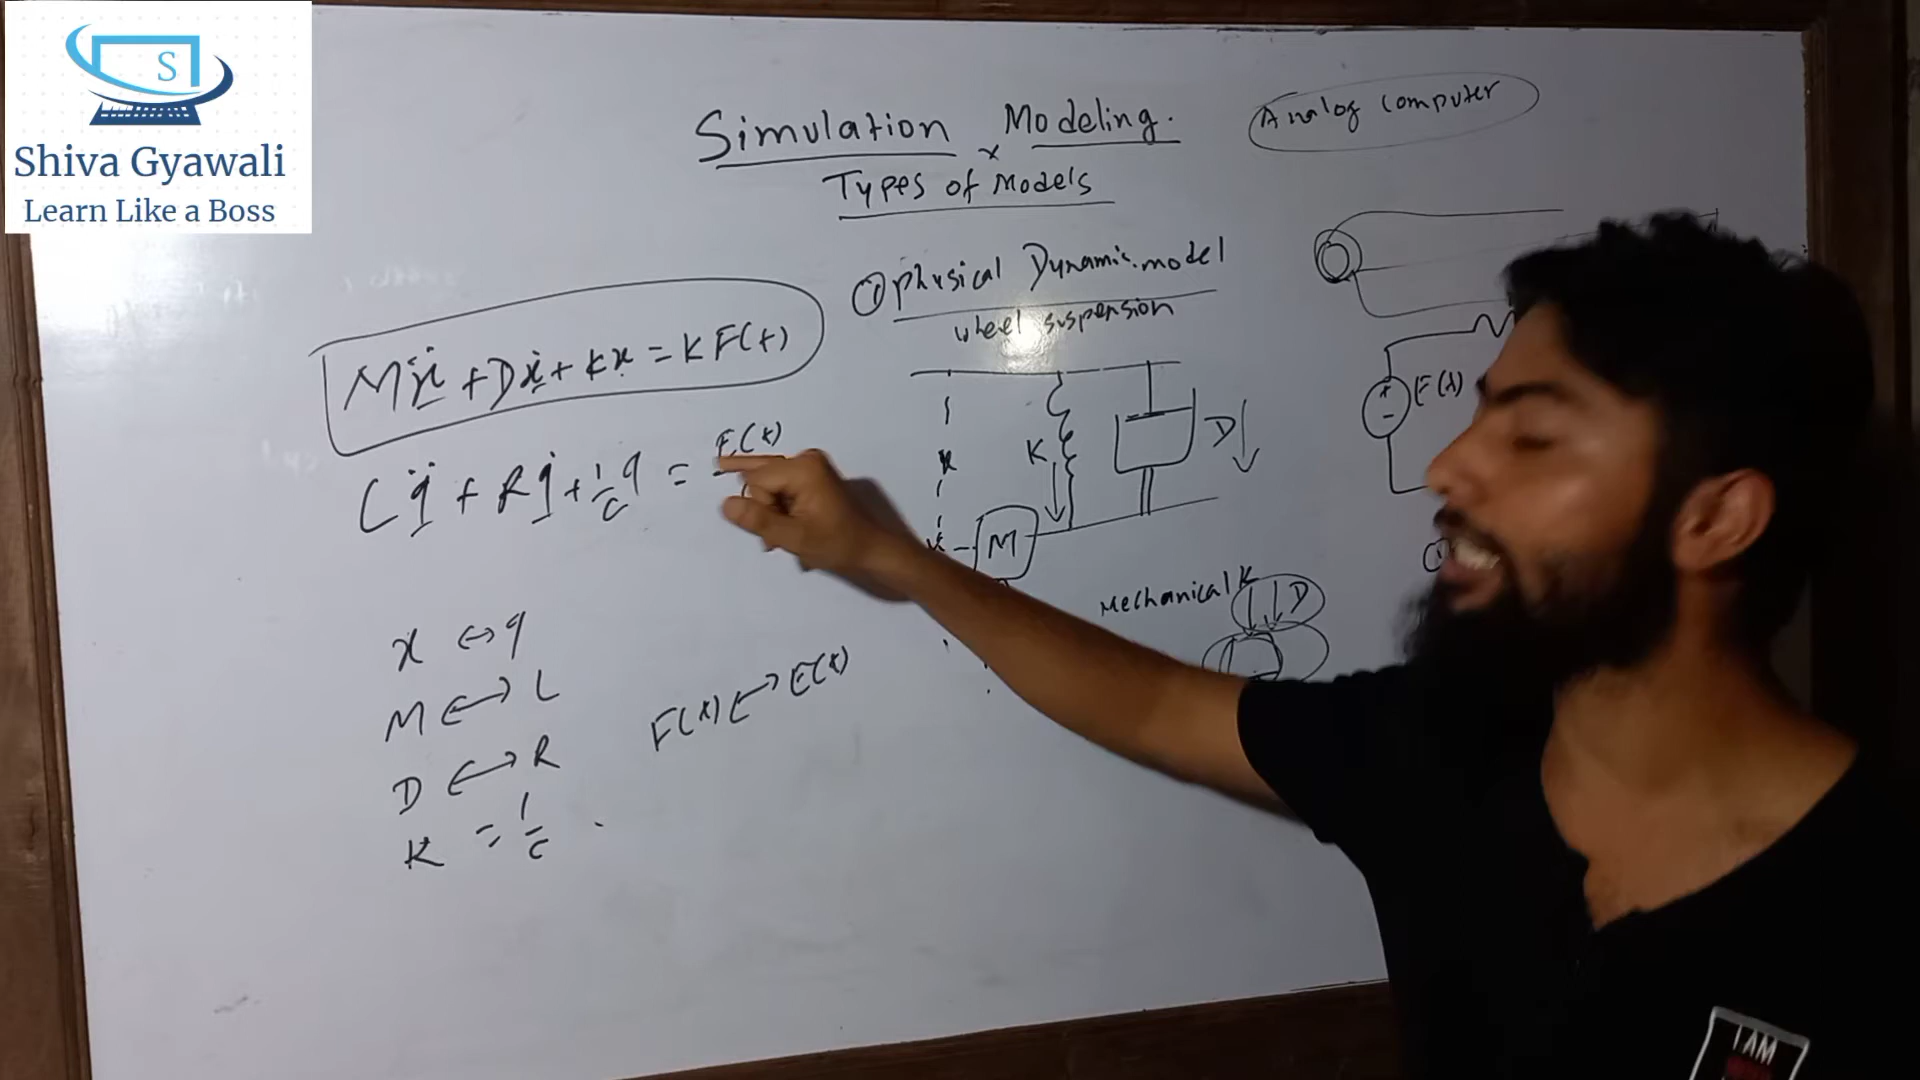 S
Shiva Gyawali
Learn Like a Boss
Simulation Modeling.
Types of Models
Analog computer
① Physical Dynamic model
wheel suspension
Mẍ + Dẋ + Kx = KF(t)
Lq̈ + Rq̇ + 1/c q = E(t)
x ↔ q
M ↔ L
D ↔ R
K = 1/c
F(t) ↔ E(t)
x
K
D
M
Mechanical
K
D
+
-
E(t)
I AM